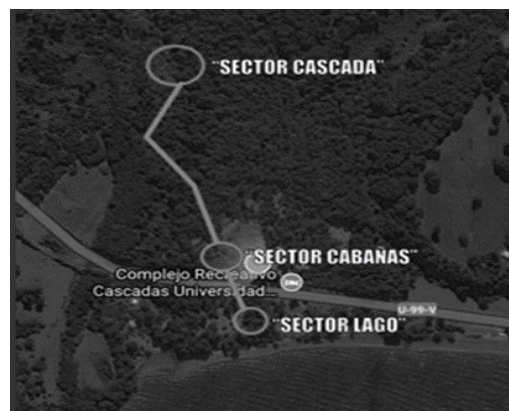 "SECTOR CASCADA"
"SECTOR CABAÑAS"
Complejo Recreativo
Cascadas Universidad...
U-99-V
"SECTOR LAGO"